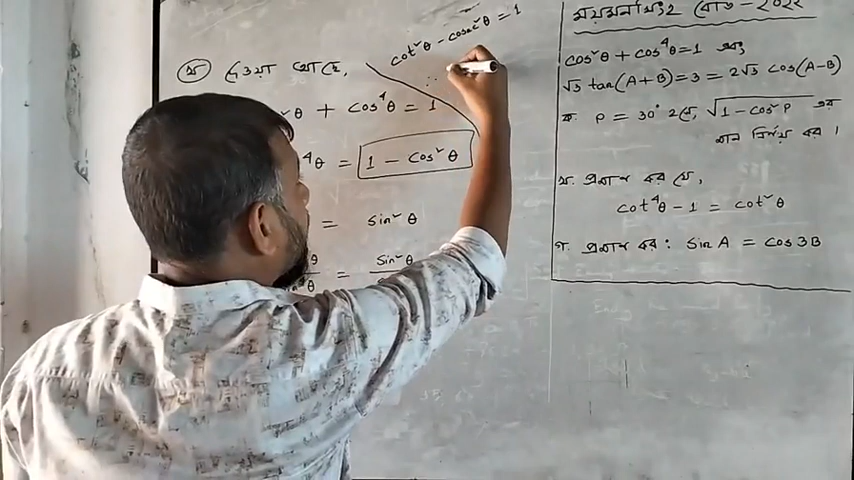 cot²θ - cosec²θ = 1
∴
খ দেওয়া আছে,
²θ + cos⁴θ = 1
⁴θ = 1 - cos²θ
= sin²θ
θ = sin²θ
ময়মনসিংহ বোর্ড-২০২২
cos²θ + cos⁴θ = 1 এবং
√3 tan(A+B) = 3 = 2√3 cos(A-B)
ক. P = 30° হলে, √1 - cos²P এর
মান নির্ণয় কর।
খ. প্রমাণ কর যে,
cot⁴θ - 1 = cot²θ
গ. প্রমাণ কর: sin A = cos 3B